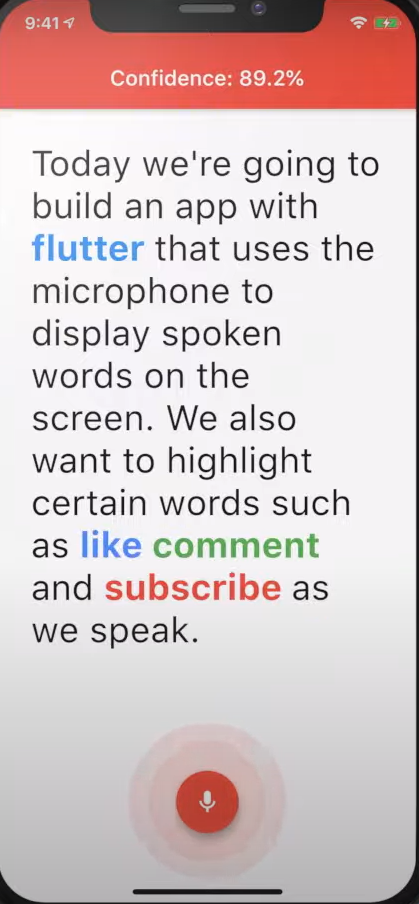 9:41
Confidence: 89.2%
Today we're going to
build an app with
flutter that uses the
microphone to
display spoken
words on the
screen. We also
want to highlight
certain words such
as like comment
and subscribe as
we speak.